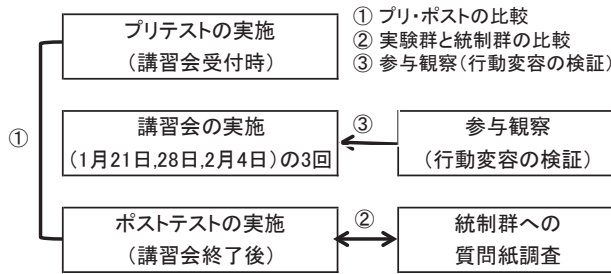 プリテストの実施
(講習会受付時)
① プリ・ポストの比較
② 実験群と統制群の比較
③ 参与観察(行動変容の検証)
①
講習会の実施
(1月21日,28日,2月4日)の3回
③
参与観察
(行動変容の検証)
ポストテストの実施
(講習会終了後)
②
統制群への
質問紙調査